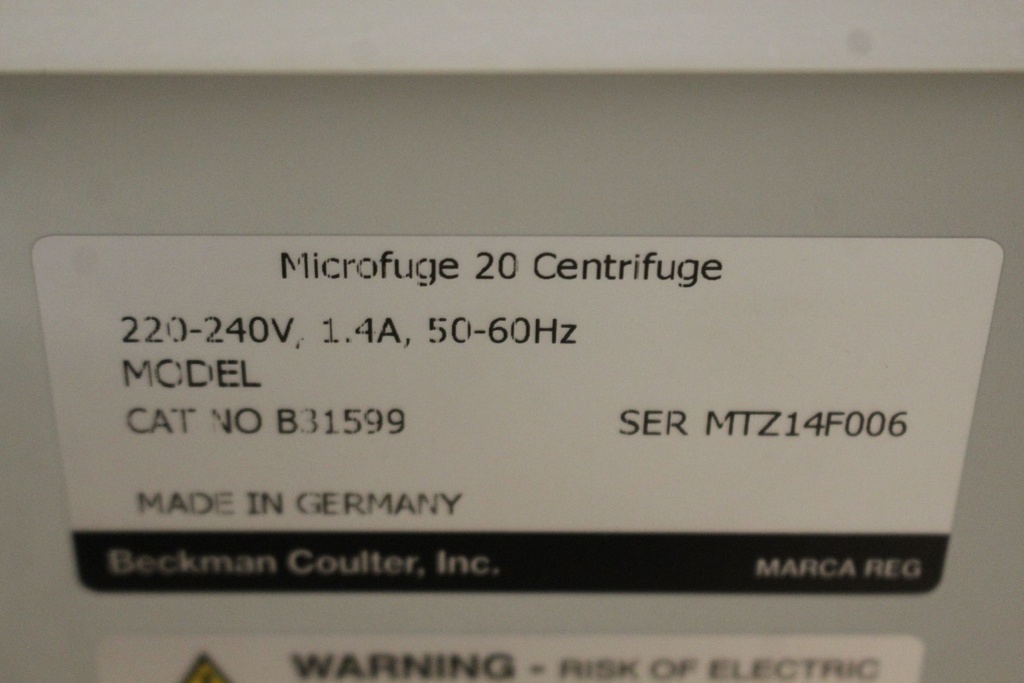 Microfuge 20 Centrifuge
220-240V, 1.4A, 50-60Hz
MODEL
CAT NO B31599 SER MTZ14F006
MADE IN GERMANY
Beckman Coulter, Inc. MARCA REG
WARNING - RISK OF ELECTRIC